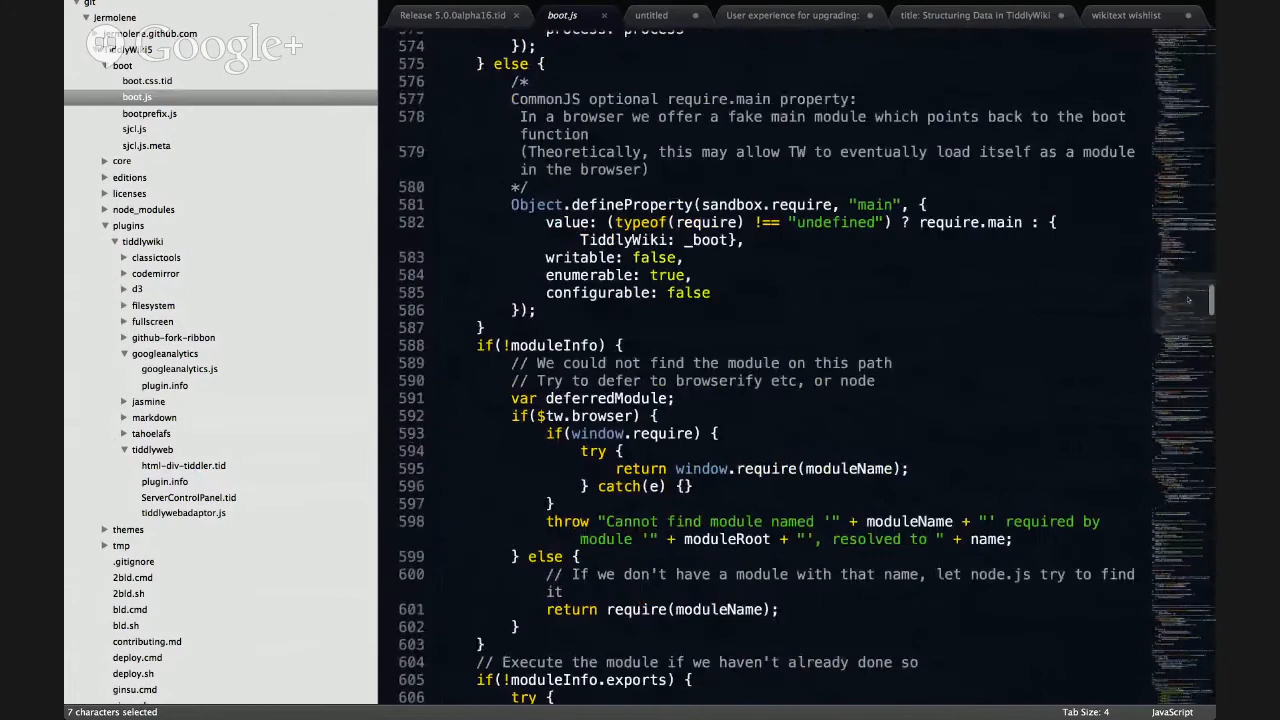 git
Jermolene
jermolene.github.com
TiddlyWiki5
Google+
boot
boot.css.tid
boot.js
bootprefix.js
sjcl.js
sjcl.js.meta
core
editions
licenses
node_modules
plugins
tiddlywiki
classictools
codemirror
d3
filesystem
fullscreen
github-fork-ribbon
googleanalytics
googleanalytics.js
plugin.info
jasmine
markdown
tahoelafs
tiddlyweb
html-div-tiddler.tid
plugin.info
ServerControlPanel.tid
tiddlywebadaptor.js
themes
tmp
.gitignore
2bld.cmd
2bld.sh
bld.cmd
bld.sh
contributing.md
deploy.cmd
deploy.sh
ginsu.cmd
Release 5.0.0alpha16.tid
boot.js
untitled
User experience for upgrading:
title: Structuring Data in TiddlyWiki
wikitext wishlist
process: process
574 });
575 } else {
576 /*
577 CommonJS optional require.main property:
578 In a browser we offer a fake main module which points back to the boot
function
579 (Theoretically, this may allow TW to eventually load itself as a module
in the browser)
580 */
581 Object.defineProperty(sandbox.require, "main",
value: (typeof(require) !== "undefined") ? require.main : {
TiddlyWiki: _boot},
583 writable: false,
584 enumerable: true,
585 configurable: false
586 });
587 }
588 if(!moduleInfo) {
// We could not find the module on this path
590 // Try to defer to browserify etc, or node
591 var deferredModule;
592 if($tw.browser) {
if(window.require) {
try {
595 return window.require(moduleName);
596 } catch(e) {}
}
598 throw "Cannot find module named '" + moduleName + "' required by
module '" + moduleRoot + "', resolved to " + name;
599 } else {
600 If we don't have a module with that name, let node.js try to find
601 return require(moduleName);
602 }
603 }
604 // Execute the module if we haven't already done
if(!moduleInfo.exports) {
606 try {
7 characters selected
Tab Size: 4
JavaScript